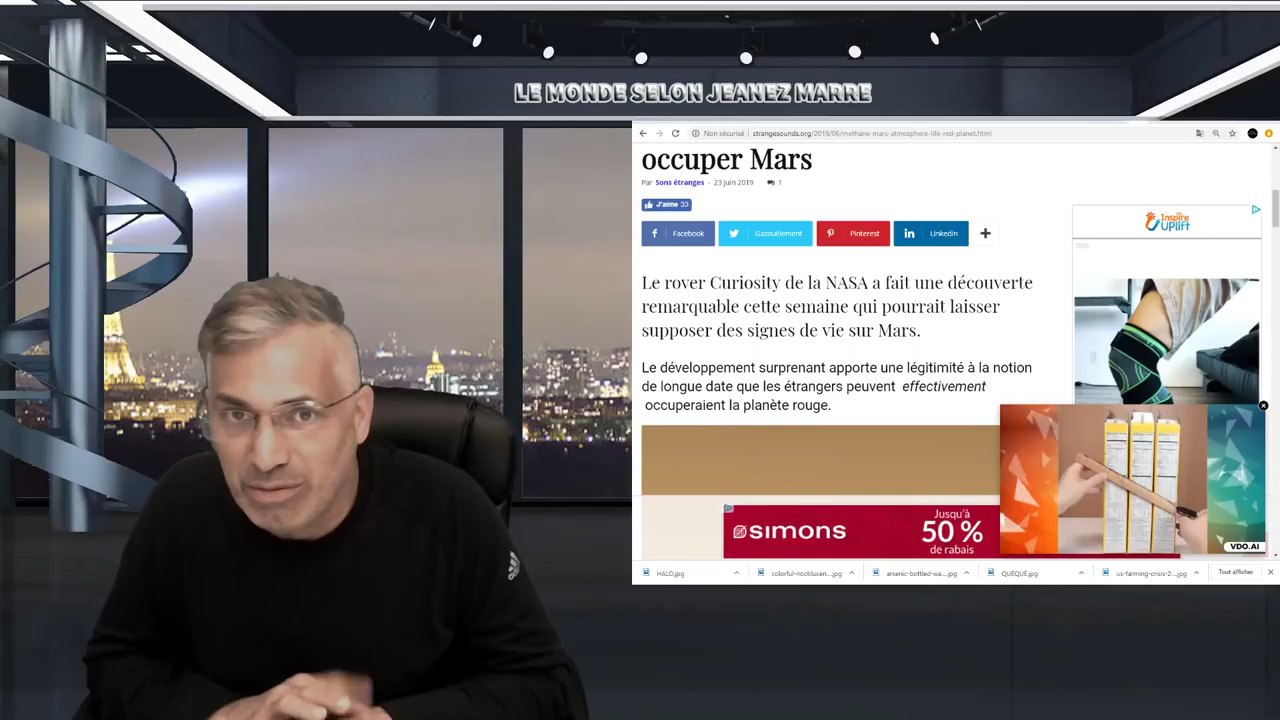 LE MONDE SELON JEANEZ MARRE
Non sécurisé | strangesounds.org/2019/06/methane-mars-atmosphere-life-red-planet.html
occuper Mars
Par Sons étranges - 23 juin 2019 1
J'aime 33
Facebook
Gazouillement
Pinterest
Linkedin
Inspire
Uplift
Le rover Curiosity de la NASA a fait une découverte
remarquable cette semaine qui pourrait laisser
supposer des signes de vie sur Mars.
Le développement surprenant apporte une légitimité à la notion
de longue date que les étrangers peuvent effectivement
occuperaient la planète rouge.
simons
Jusqu'à
50 %
de rabais
VDO.AI
HALO.jpg
colorful-noctilucen....jpg
arsenic-bottled-wa....jpg
QUÉQUÉ.jpg
us-farming-crisis-2....jpg
Tout afficher